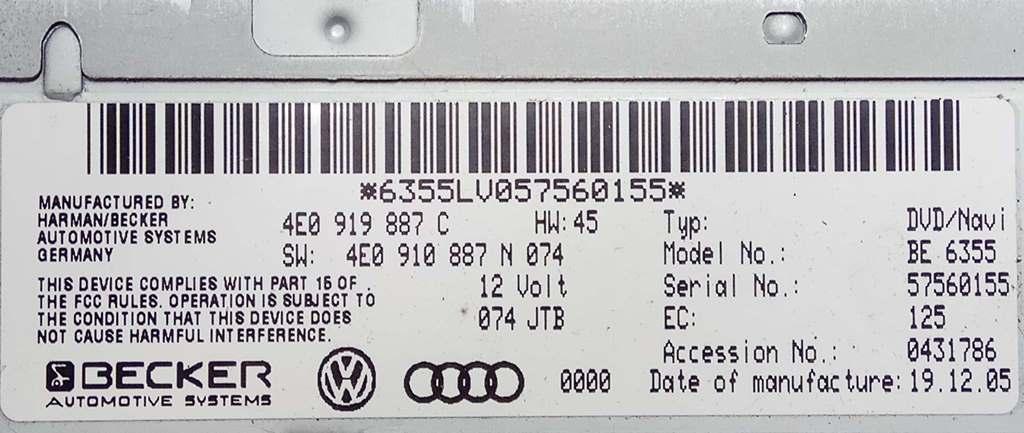 *6355LV057560155*
MANUFACTURED BY:
HARMAN/BECKER
AUTOMOTIVE SYSTEMS
GERMANY
THIS DEVICE COMPLIES WITH PART 15 OF
THE FCC RULES. OPERATION IS SUBJECT TO
THE CONDITION THAT THIS DEVICE DOES
NOT CAUSE HARMFUL INTERFERENCE.
4E0 919 887 C HW: 45
SW: 4E0 910 887 N 074
12 Volt
074 JTB
Typ: DVD/Navi
Model No.: BE 6355
Serial No.: 57560155
EC: 125
Accession No.: 0431786
Date of manufacture: 19.12.05
BECKER
AUTOMOTIVE SYSTEMS
VW
0000